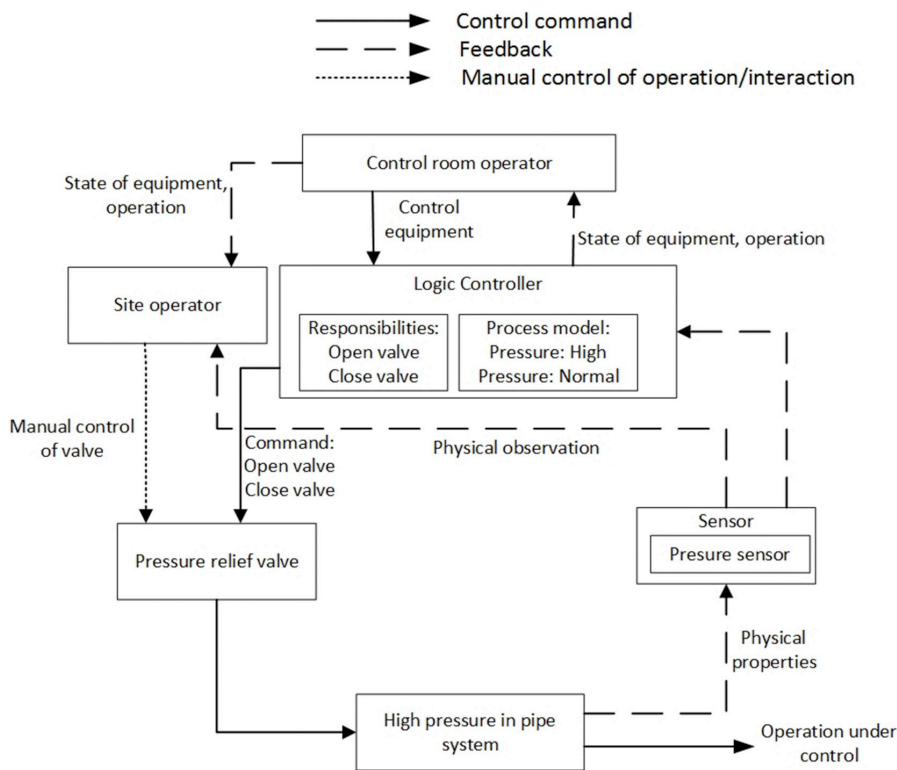 Control command
Feedback
Manual control of operation/interaction
Control room operator
State of equipment,
operation
Control
equipment
State of equipment, operation
Site operator
Logic Controller
Responsibilities:
Open valve
Close valve
Process model:
Pressure: High
Pressure: Normal
Manual control
of valve
Command:
Open valve
Close valve
Physical observation
Sensor
Presure sensor
Pressure relief valve
Physical
properties
High pressure in pipe
system
Operation under
control